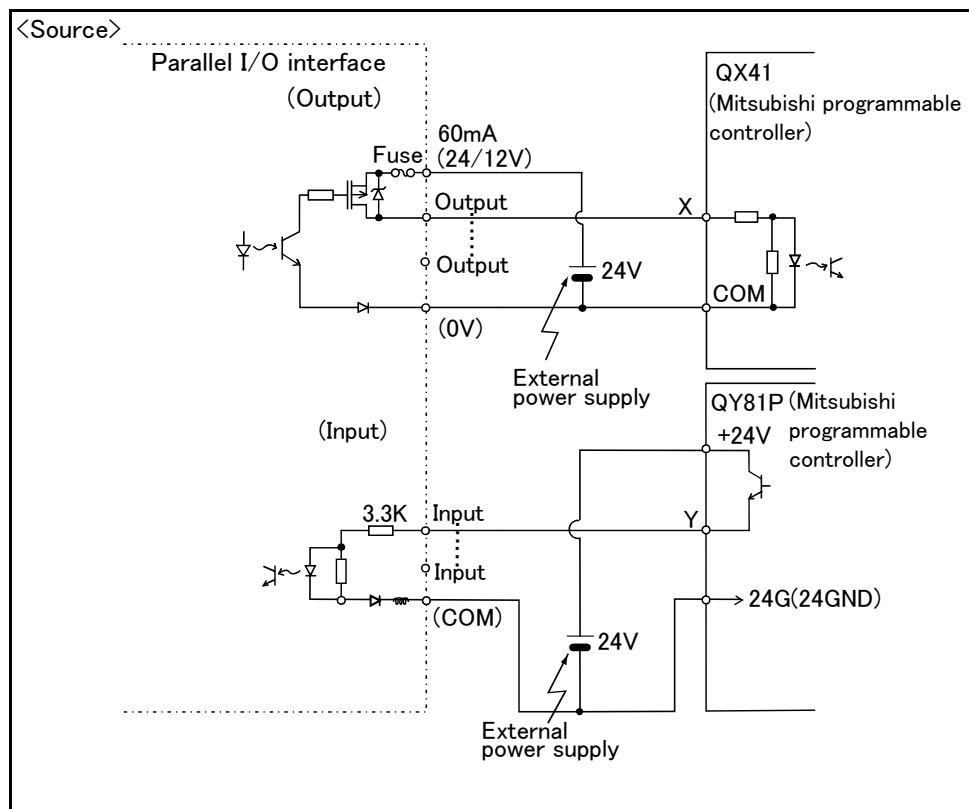 <Source>
Parallel I/O interface
(Output)
Fuse
60mA
(24/12V)
Output
Output
(0V)
24V
External
power supply
QX41
(Mitsubishi programmable
controller)
X
COM
(Input)
3.3K
Input
Input
(COM)
24V
External
power supply
QY81P (Mitsubishi
programmable
controller)
+24V
Y
24G(24GND)